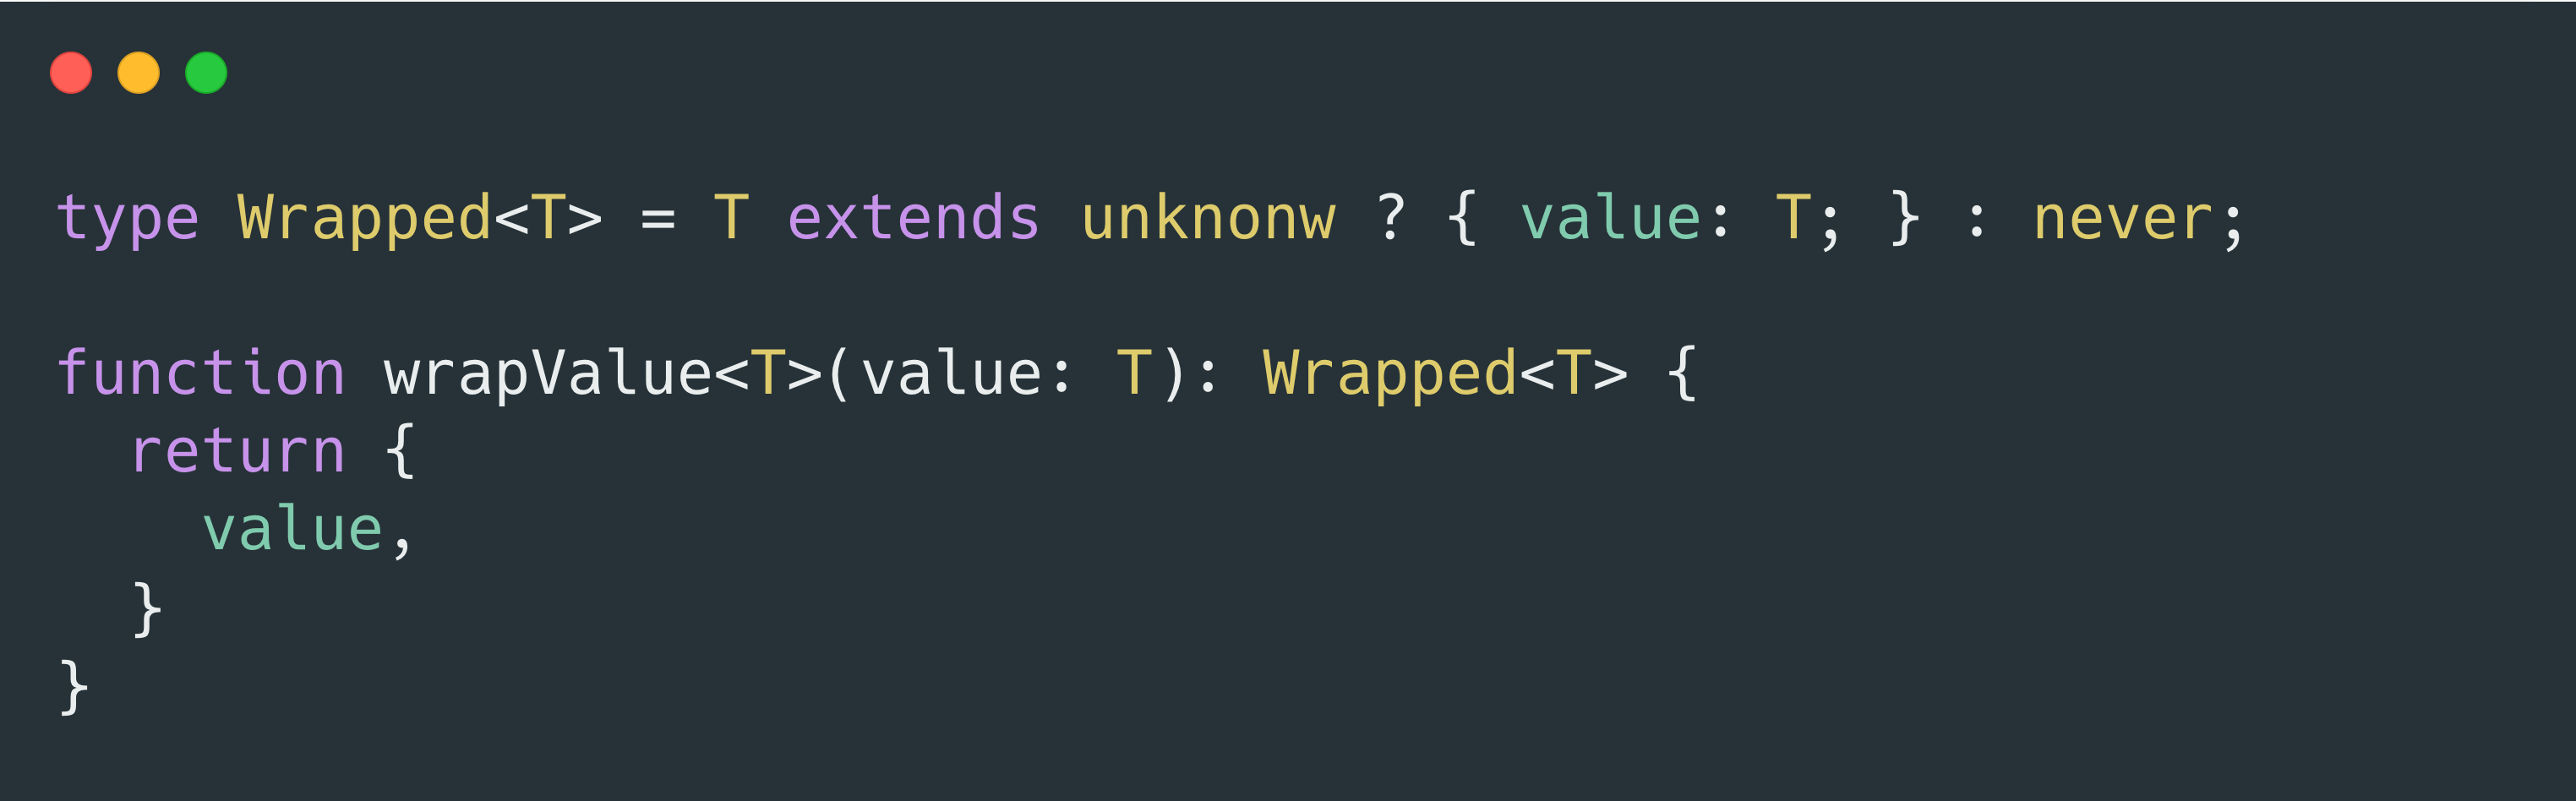 type Wrapped<T> = T extends unknonw ? { value: T; } : never;
function wrapValue<T>(value: T): Wrapped<T> {
  return {
    value,
  }
}